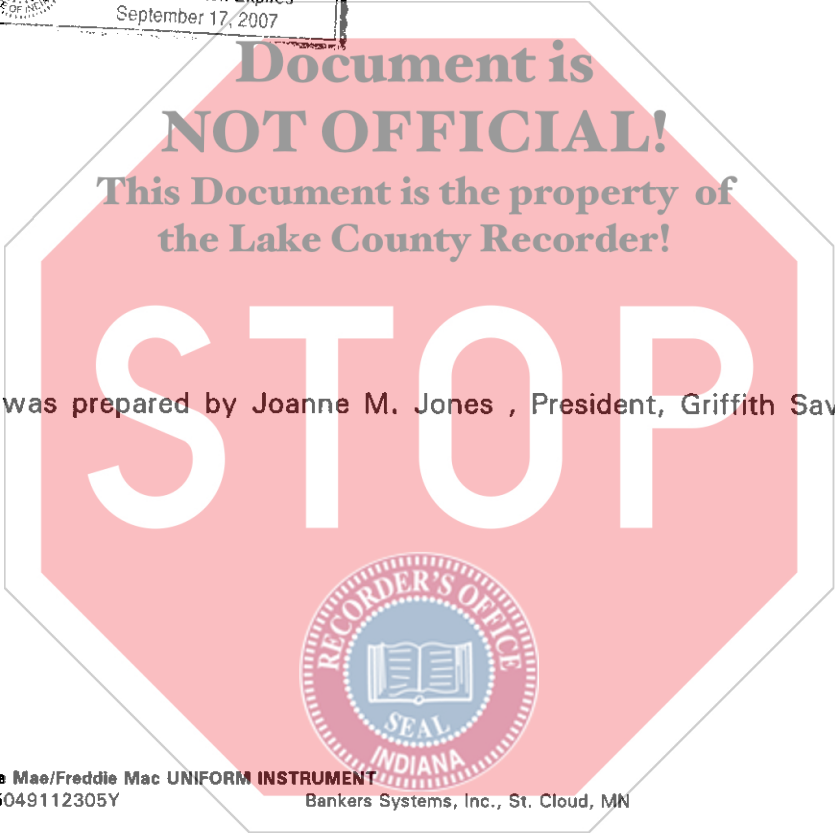 September 17, 2007
Document is
NOT OFFICIAL!
This Document is the property of
the Lake County Recorder!
was prepared by Joanne M. Jones , President, Griffith
STOP
RECORDER'S OFFICE
SEAL
INDIANA
Mae/Freddie Mac UNIFORM INSTRUMENT
5049112305Y Bankers Systems, Inc., St. Cloud, MN